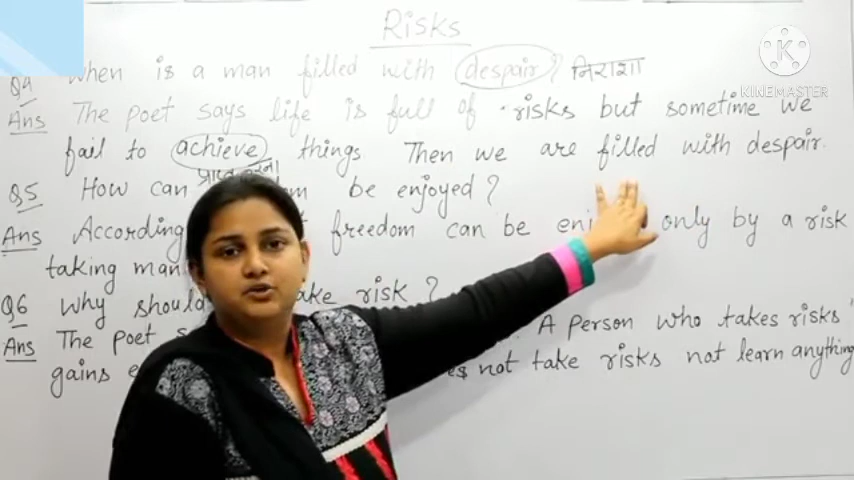 Risks
Q4 When is a man filled with despair? निराशा
Ans The poet says life is full of risks but sometime we
fail to achieve things Then we are filled with despair.
प्राप्त करना
Q5 How can be enjoyed?
Ans According freedom can be only by a risk
taking man
Q6 Why should take risk?
Ans The poet A person who takes risks
gains not take risks not learn anything
KINEMASTER